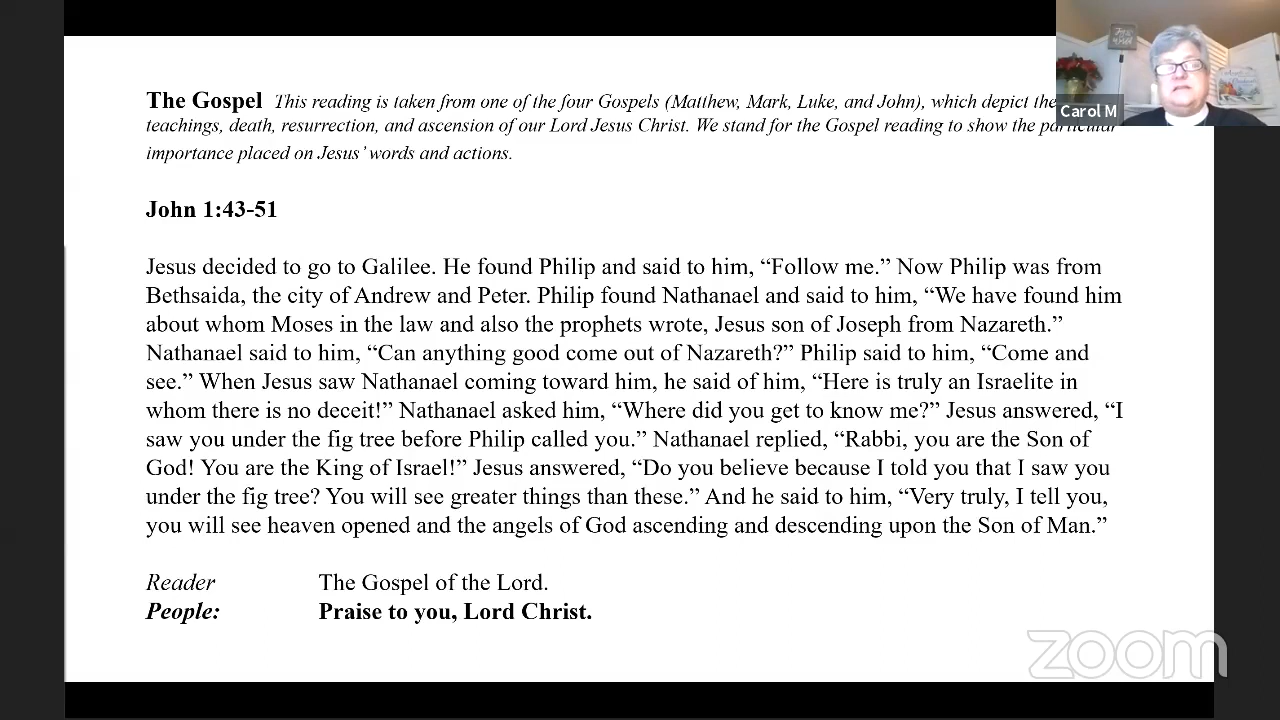 The Gospel This reading is taken from one of the four Gospels (Matthew, Mark, Luke, and John), which depict the
teachings, death, resurrection, and ascension of our Lord Jesus Christ. We stand for the Gospel reading to show the particular
importance placed on Jesus’ words and actions.
John 1:43-51
Jesus decided to go to Galilee. He found Philip and said to him, “Follow me.” Now Philip was from
Bethsaida, the city of Andrew and Peter. Philip found Nathanael and said to him, “We have found him
about whom Moses in the law and also the prophets wrote, Jesus son of Joseph from Nazareth.”
Nathanael said to him, “Can anything good come out of Nazareth?” Philip said to him, “Come and
see.” When Jesus saw Nathanael coming toward him, he said of him, “Here is truly an Israelite in
whom there is no deceit!” Nathanael asked him, “Where did you get to know me?” Jesus answered, “I
saw you under the fig tree before Philip called you.” Nathanael replied, “Rabbi, you are the Son of
God! You are the King of Israel!” Jesus answered, “Do you believe because I told you that I saw you
under the fig tree? You will see greater things than these.” And he said to him, “Very truly, I tell you,
you will see heaven opened and the angels of God ascending and descending upon the Son of Man.”
Reader The Gospel of the Lord.
People: Praise to you, Lord Christ.
Carol M
zoom